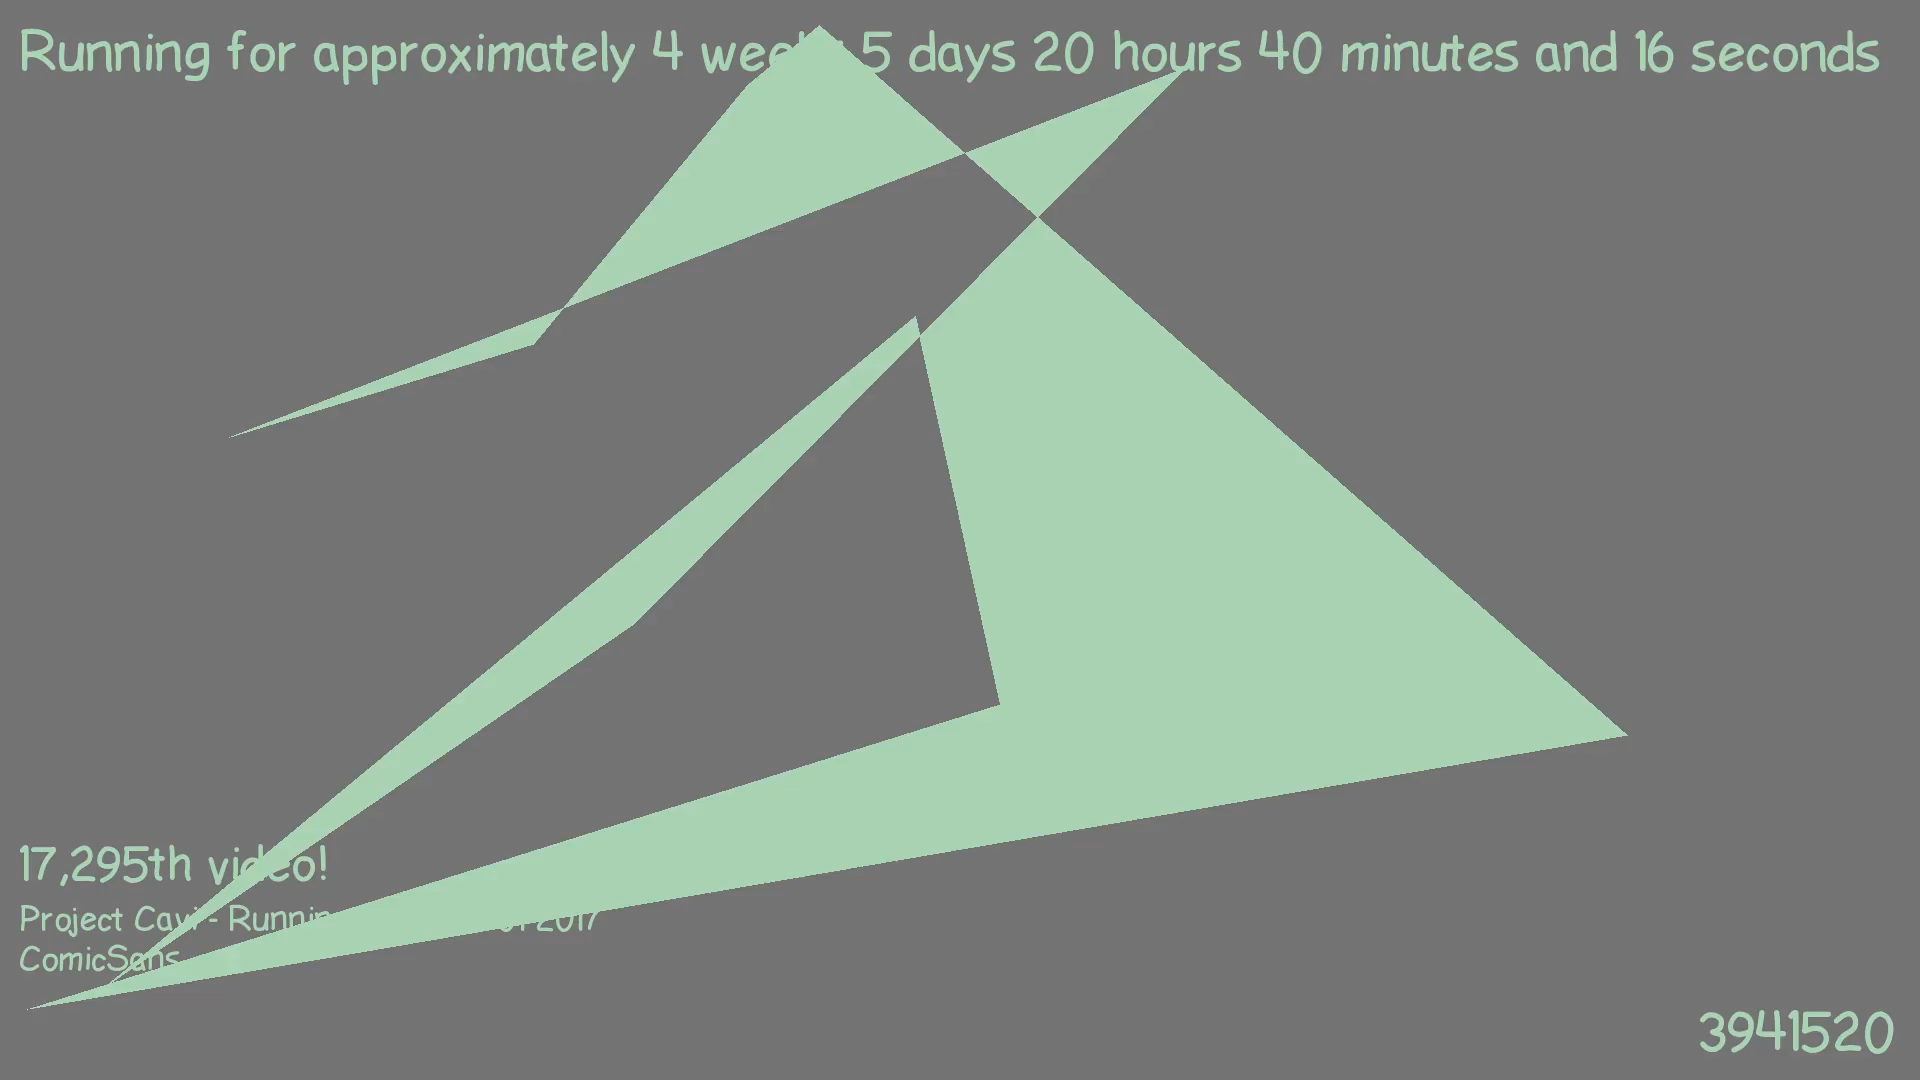 Running for approximately 4 weeks 5 days 20 hours 40 minutes and 16 seconds
17,295th video!
Project Cavi - Running 2017
ComicSans
3941520